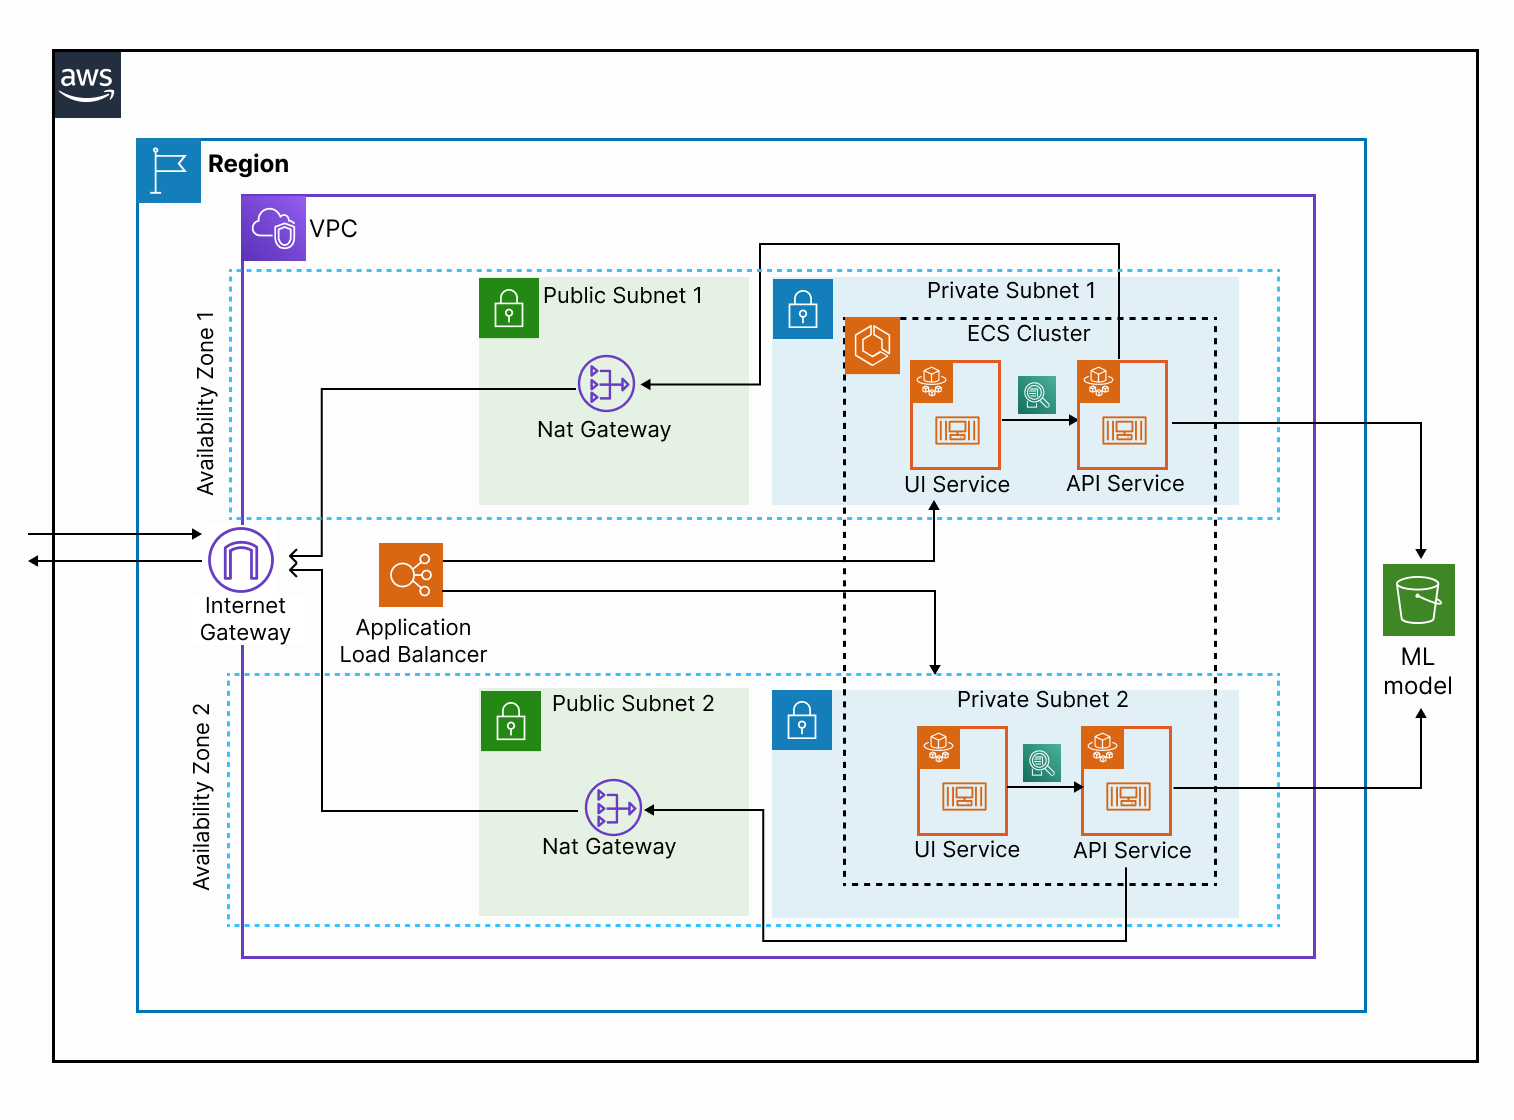 aws
Region
VPC
Availability Zone 1
Public Subnet 1
Nat Gateway
Private Subnet 1
ECS Cluster
UI Service
API Service
Internet
Gateway
Application
Load Balancer
ML
model
Availability Zone 2
Public Subnet 2
Nat Gateway
Private Subnet 2
UI Service
API Service